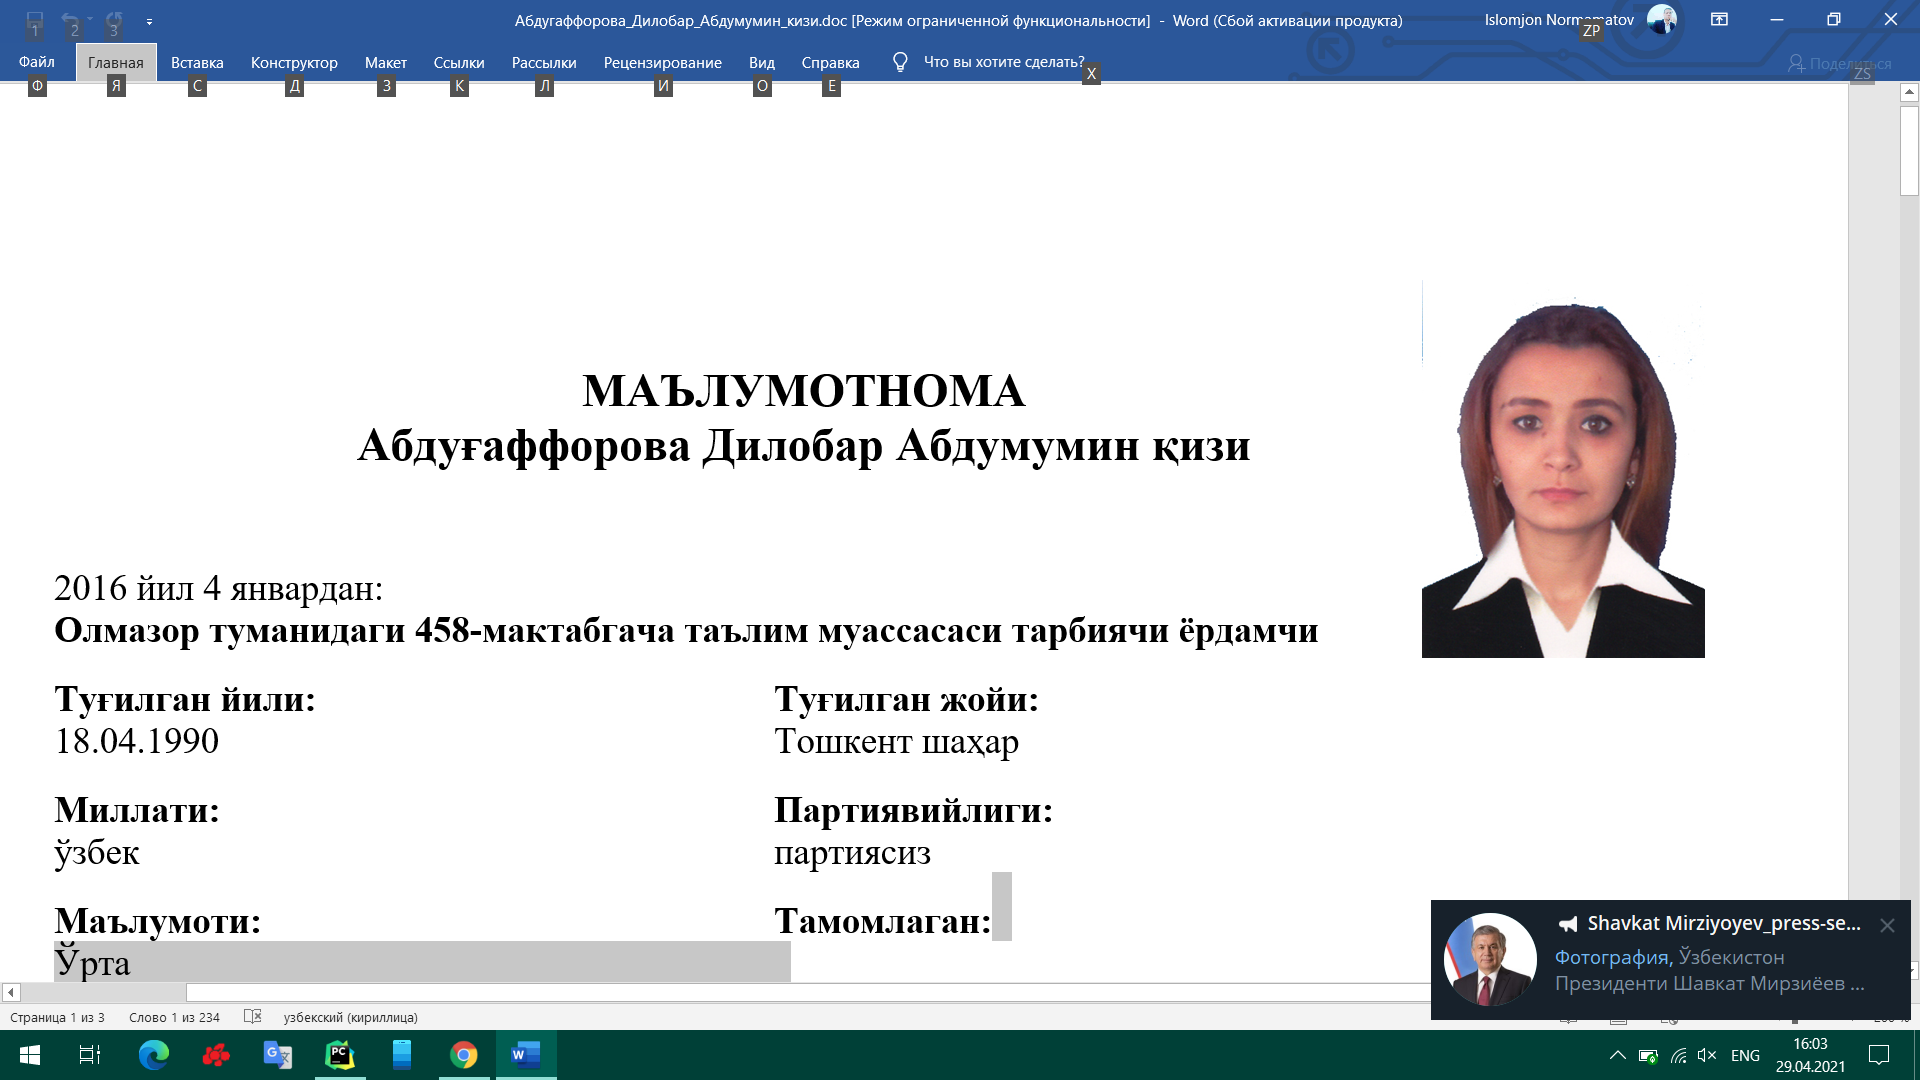 Абдугаффорова_Дилобар_Абдумумин_кизи.doc [Режим ограниченной функциональности] - Word (Сбой активации продукта)
Islomjon Normamatov
1 2 3 ZP
Файл Главная Вставка Конструктор Макет Ссылки Рассылки Рецензирование Вид Справка Что вы хотите сделать? Поделиться
Ф Я С Д З К Л И О Е X ZS
МАЪЛУМОТНОМА
Абдуғаффорова Дилобар Абдумумин қизи
2016 йил 4 январдан:
Олмазор туманидаги 458-мактабгача таълим муассасаси тарбиячи ёрдамчи
Туғилган йили: Туғилган жойи:
18.04.1990 Тошкент шаҳар
Миллати: Партиявийлиги:
ўзбек партиясиз
Маълумоти: Тамомлаган:
Ўрта
Shavkat Mirziyoyev_press-se...
Фотография, Ўзбекистон
Президенти Шавкат Мирзиёев ...
Страница 1 из 3 Слово 1 из 234 узбекский (кириллица)
PC W ENG
16:03
29.04.2021